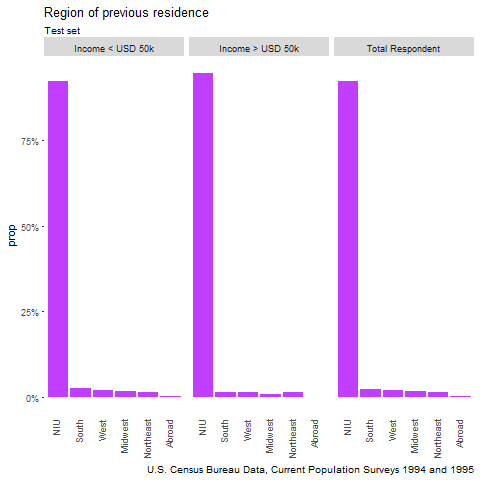 Region of previous residence
Test set
Income < USD 50k
Income > USD 50k
Total Respondent
prop
75%
50%
25%
0%
NIU
South
West
Midwest
Northeast
Abroad
NIU
South
West
Midwest
Northeast
Abroad
NIU
South
West
Midwest
Northeast
Abroad
U.S. Census Bureau Data, Current Population Surveys 1994 and 1995